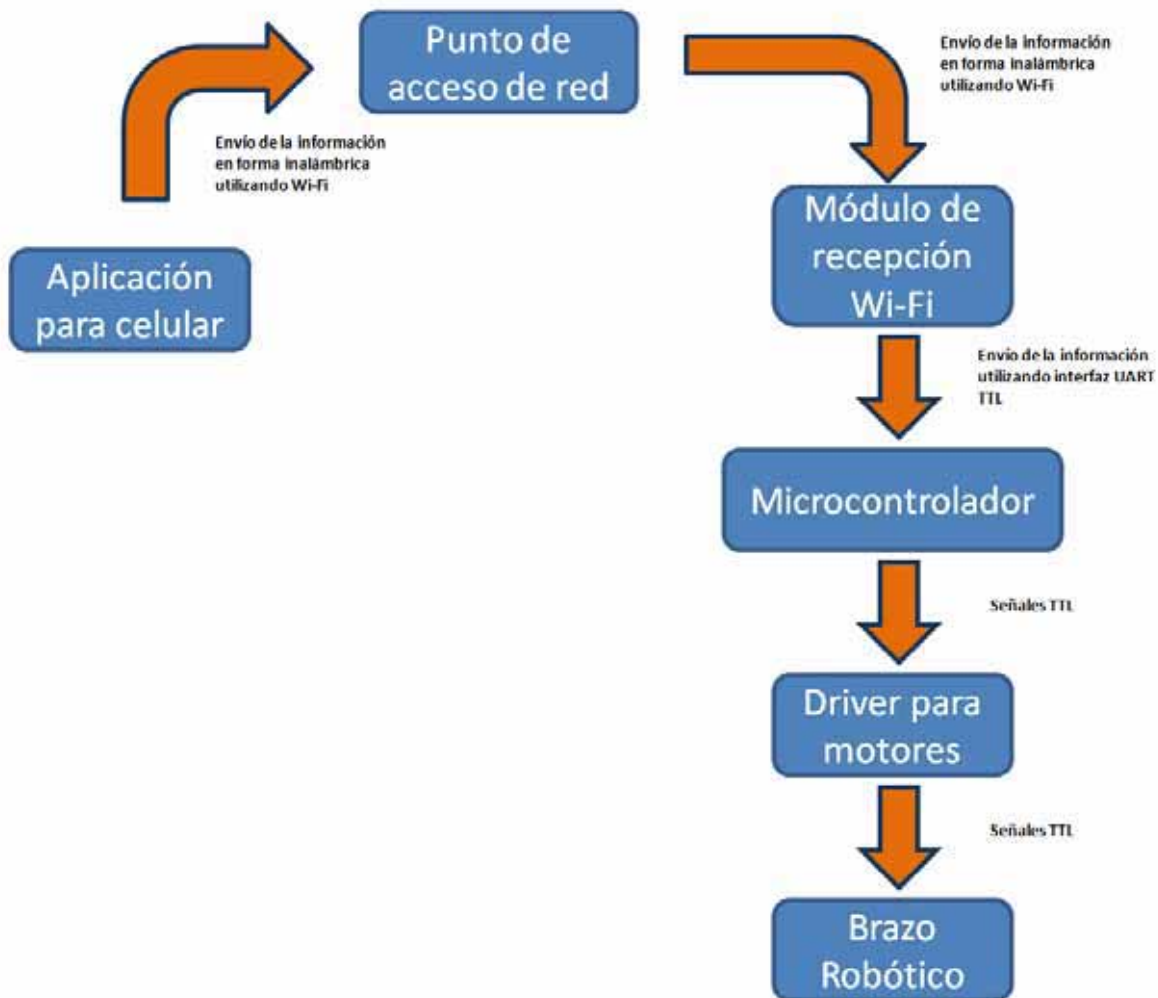 Punto de
acceso de red
Envío de la información
en forma inalámbrica
utilizando Wi-Fi
Envío de la información
en forma inalámbrica
utilizando Wi-Fi
Aplicación
para celular
Módulo de
recepción
Wi-Fi
Envío de la información
utilizando interfaz UART
TTL
Microcontrolador
Señales TTL
Driver para
motores
Señales TTL
Brazo
Robótico